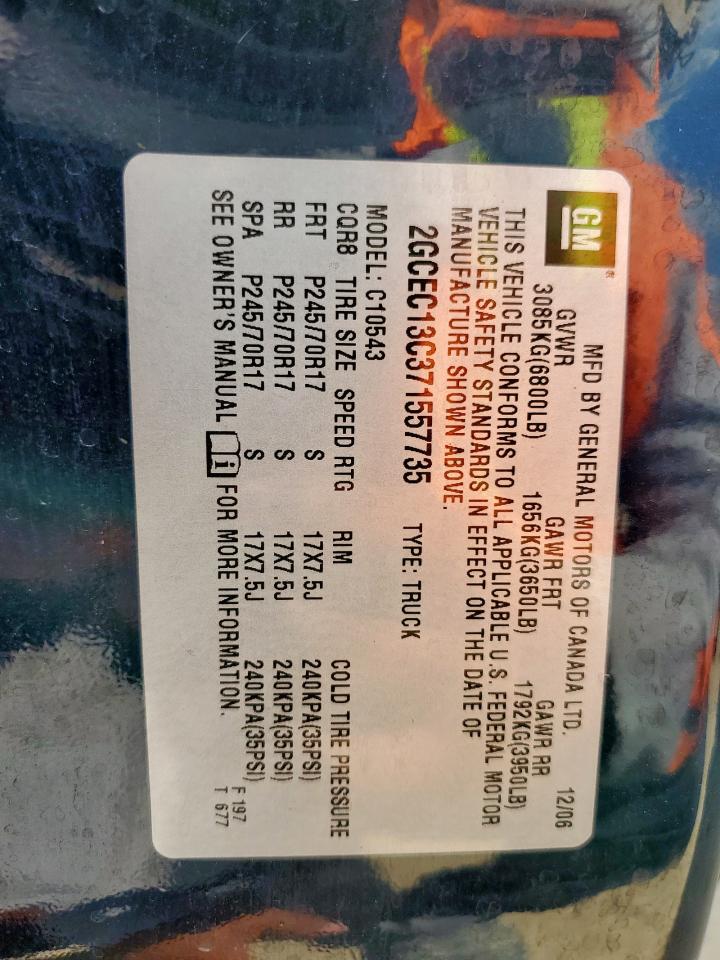 GM®
MFD BY GENERAL MOTORS OF CANADA LTD. 12/06
GVWR GAWR FRT GAWR RR
3085KG(6800LB) 1656KG(3650LB) 1792KG(3950LB)
THIS VEHICLE CONFORMS TO ALL APPLICABLE U.S. FEDERAL MOTOR
VEHICLE SAFETY STANDARDS IN EFFECT ON THE DATE OF
MANUFACTURE SHOWN ABOVE.
2GCEC13C371557735 TYPE: TRUCK
MODEL: C10543
CQR8 TIRE SIZE SPEED RTG RIM COLD TIRE PRESSURE
FRT P245/70R17 S 17X7.5J 240KPA(35PSI)
RR P245/70R17 S 17X7.5J 240KPA(35PSI)
SPA P245/70R17 S 17X7.5J 240KPA(35PSI)
SEE OWNER'S MANUAL i FOR MORE INFORMATION.
F 197
T 677